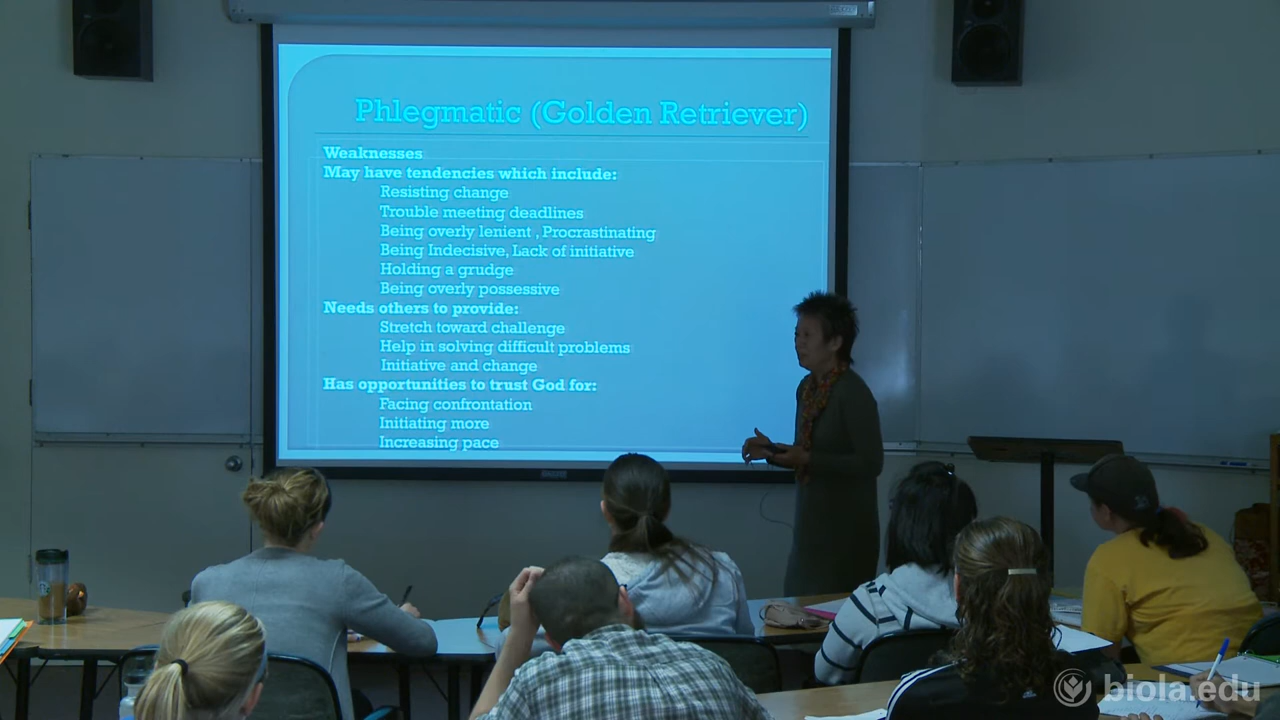 Phlegmatic (Golden Retriever)
Weaknesses
May have tendencies which include:
Resisting change
Trouble meeting deadlines
Being overly lenient , Procrastinating
Being Indecisive, Lack of initiative
Holding a grudge
Being overly possessive
Needs others to provide:
Stretch toward challenge
Help in solving difficult problems
Initiative and change
Has opportunities to trust God for:
Facing confrontation
Initiating more
Increasing pace
biola.edu